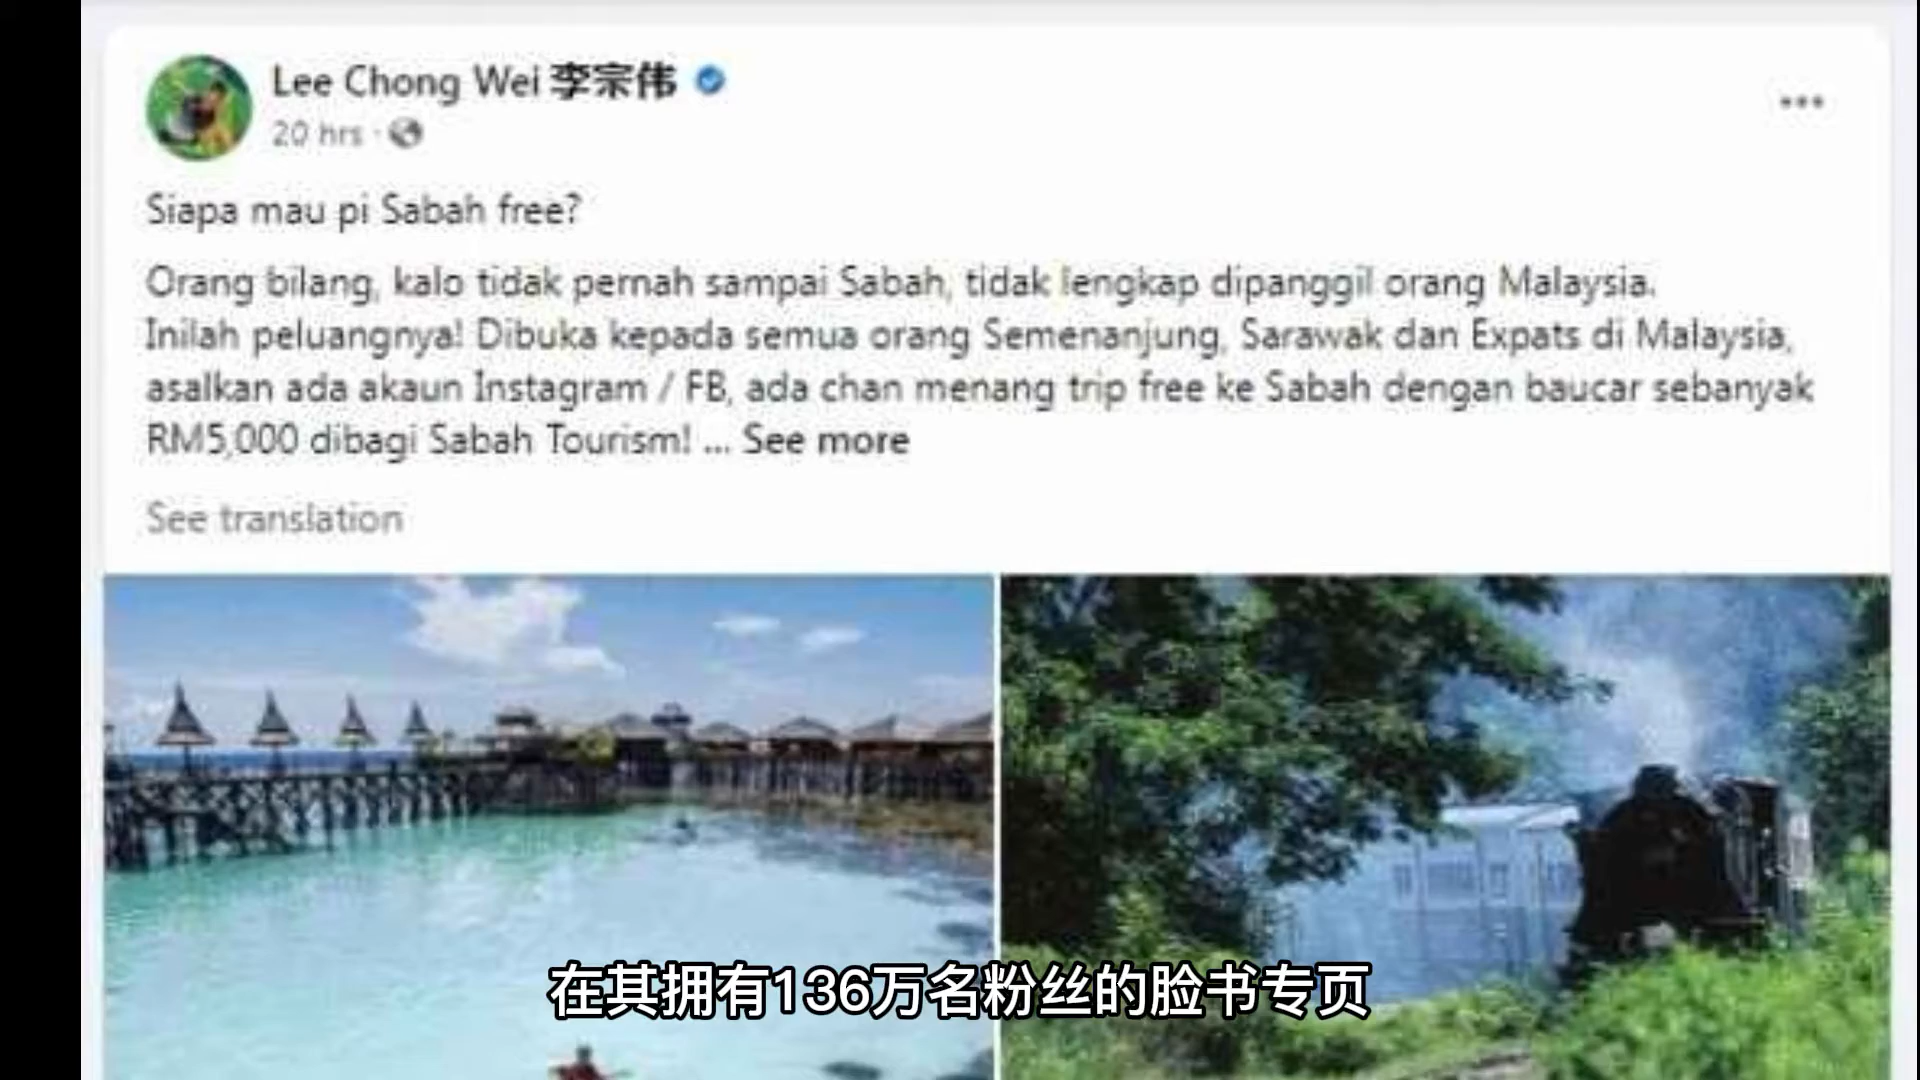 Lee Chong Wei 李宗伟
20 hrs ·
Siapa mau pi Sabah free?
Orang bilang, kalo tidak pernah sampai Sabah, tidak lengkap dipanggil orang Malaysia.
Inilah peluangnya! Dibuka kepada semua orang Semenanjung, Sarawak dan Expats di Malaysia,
asalkan ada akaun Instagram / FB, ada chan menang trip free ke Sabah dengan baucar sebanyak
RM5,000 dibagi Sabah Tourism! ... See more
See translation
在其拥有136万名粉丝的脸书专页